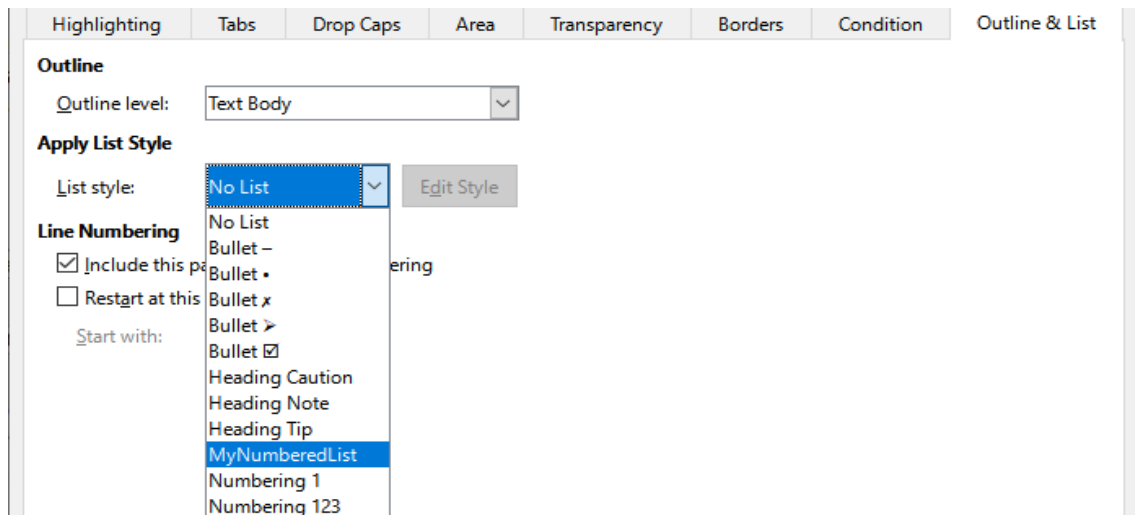 Highlighting Tabs Drop Caps Area Transparency Borders Condition Outline & List
Outline
Outline level: Text Body
Apply List Style
List style: No List Edit Style
No List
Line Numbering
Bullet –
Include this pa
ering
Bullet •
Restart at this
Bullet ✗
Bullet ➢
Start with:
Bullet ☑
Heading Caution
Heading Note
Heading Tip
MyNumberedList
Numbering 1
Numbering 123